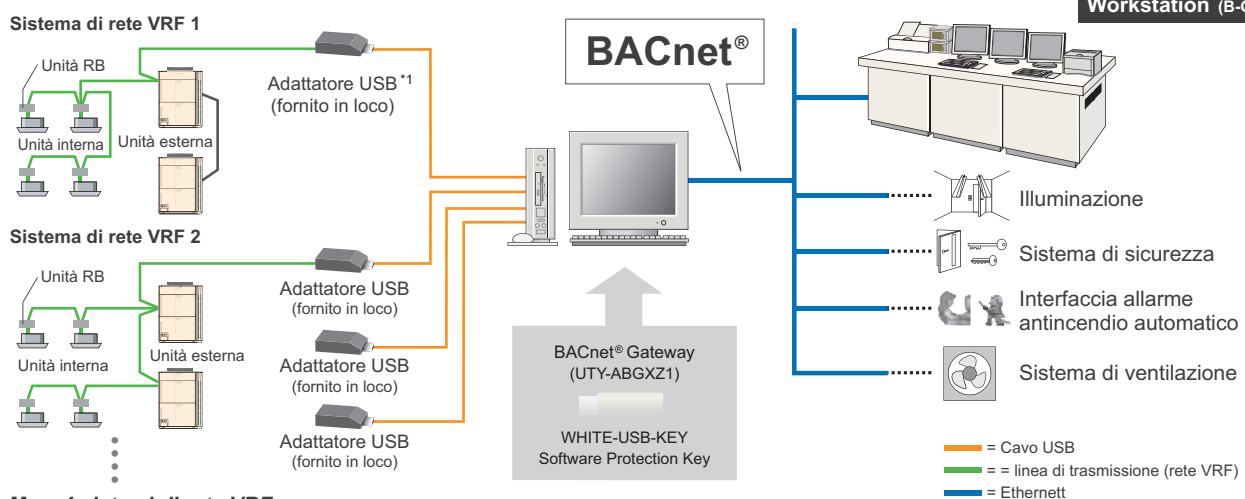 Workstation (B-
Sistema di rete VRF 1
Unità RB
Unità interna
Unità esterna
Adattatore USB *1
(fornito in loco)
BACnet®
Sistema di rete VRF 2
Unità RB
Unità interna
Unità esterna
Adattatore USB
(fornito in loco)
Adattatore USB
(fornito in loco)
Adattatore USB
(fornito in loco)
BACnet® Gateway
(UTY-ABGXZ1)
WHITE-USB-KEY
Software Protection Key
Illuminazione
Sistema di sicurezza
Interfaccia allarme
antincendio automatico
Sistema di ventilazione
= Cavo USB
= = linea di trasmissione (rete VRF)
= Ethernett